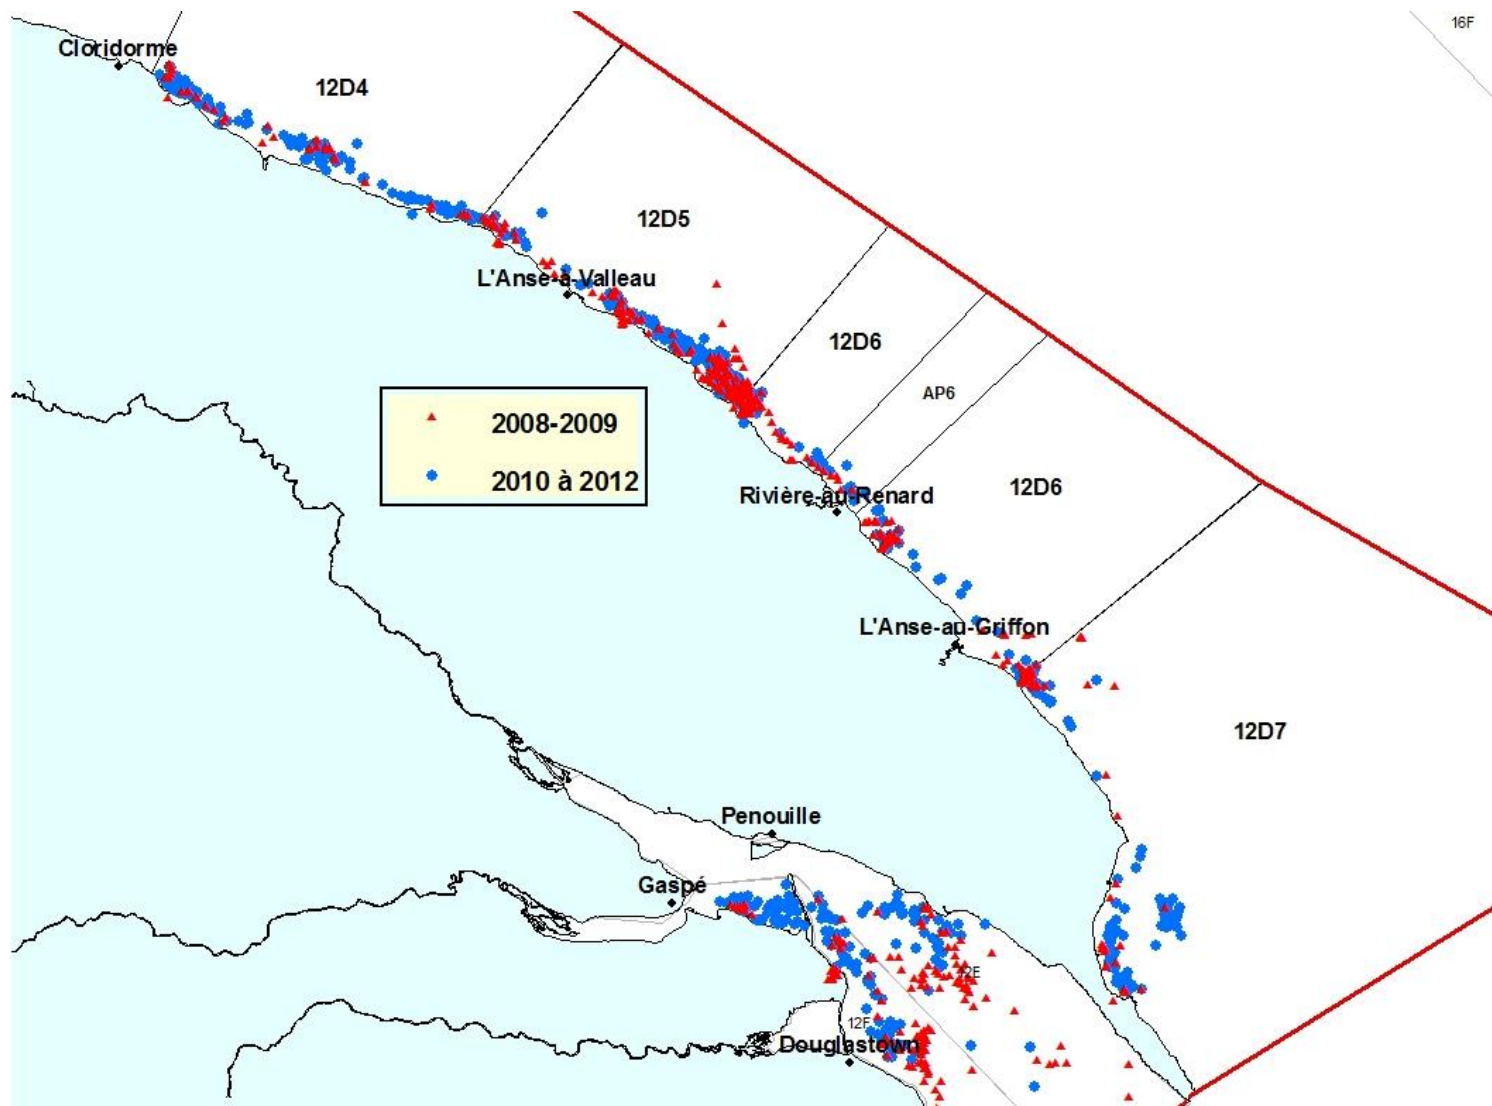 16F
Cloridorme
12D4
12D5
L'Anse-à-Valleau
12D6
AP6
2008-2009
2010 à 2012
Rivière-au-Renard
12D6
L'Anse-au-Griffon
12D7
Penouille
Gaspé
12E
12F
Douglastown